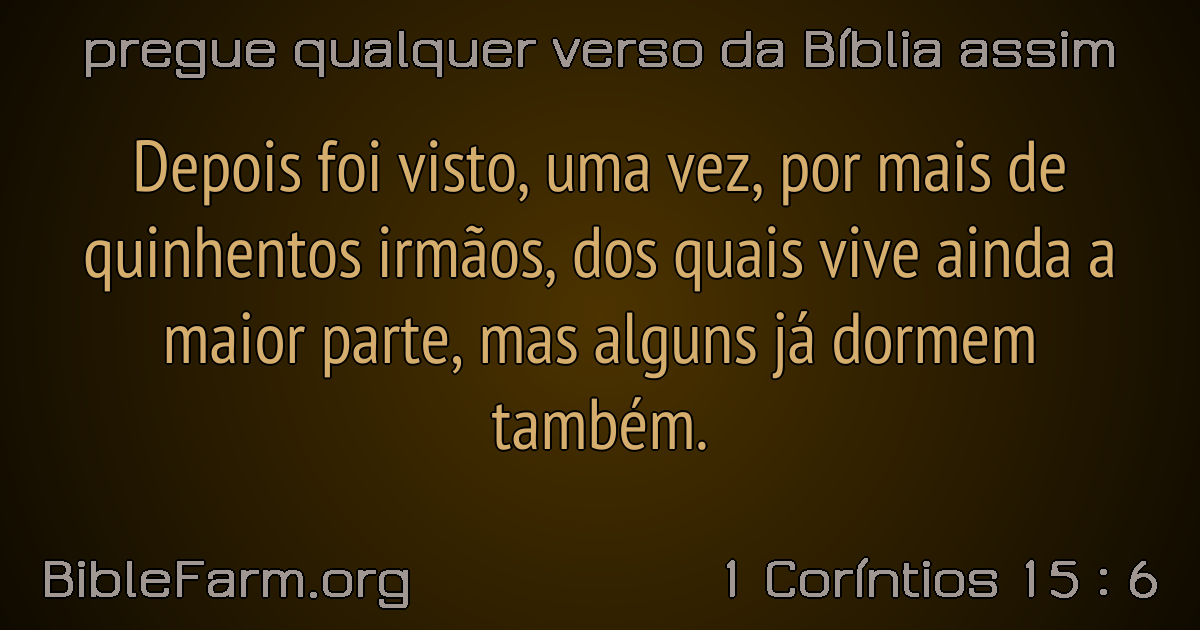 pregue qualquer verso da Bíblia assim
Depois foi visto, uma vez, por mais de
quinhentos irmãos, dos quais vive ainda a
maior parte, mas alguns já dormem
também.
BibleFarm.org
1 Coríntios 15 : 6